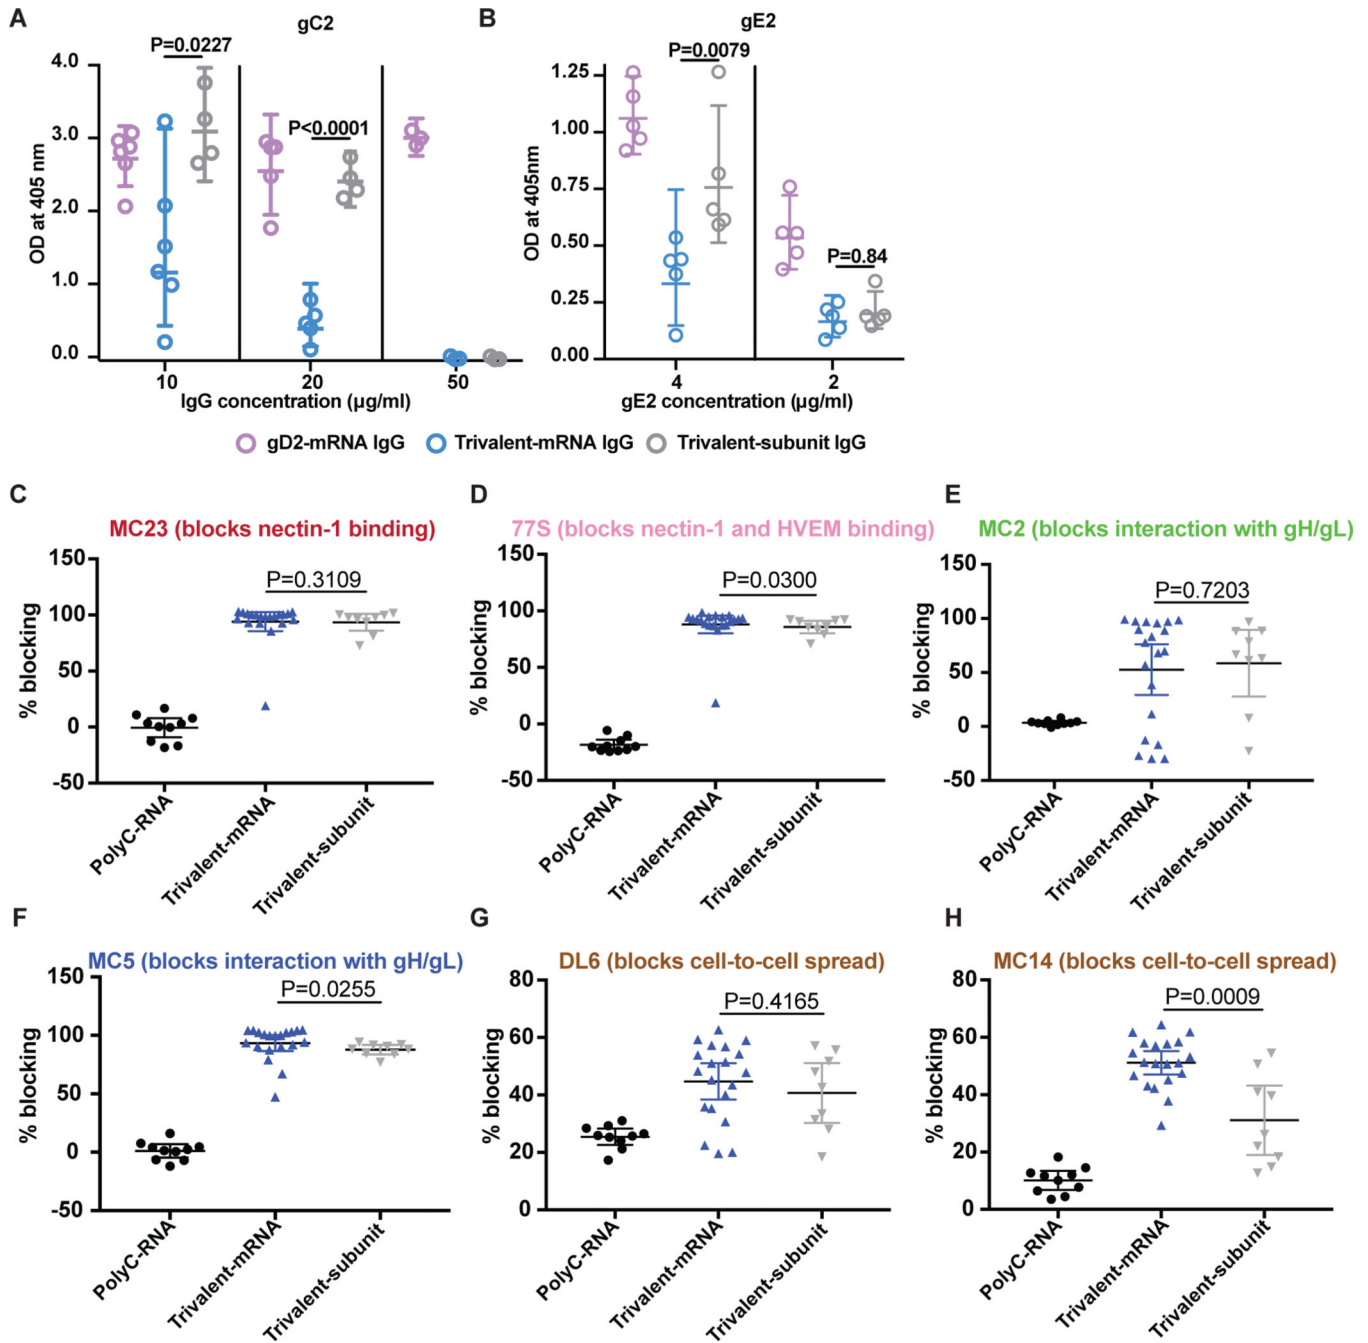 A
gC2
B
gE2
P=0.0227
P<0.0001
P=0.0079
P=0.84
OD at 405 nm
4.0
3.0
2.0
1.0
0.0
10
20
50
IgG concentration (µg/ml)
OD at 405nm
1.25
1.00
0.75
0.50
0.25
0.00
4
2
gE2 concentration (µg/ml)
gD2-mRNA IgG
Trivalent-mRNA IgG
Trivalent-subunit IgG
C
MC23 (blocks nectin-1 binding)
P=0.3109
% blocking
150
100
50
0
-50
PolyC-RNA
Trivalent-mRNA
Trivalent-subunit
D
77S (blocks nectin-1 and HVEM binding)
P=0.0300
% blocking
150
100
50
0
-50
PolyC-RNA
Trivalent-mRNA
Trivalent-subunit
E
MC2 (blocks interaction with gH/gL)
P=0.7203
% blocking
150
100
50
0
-50
PolyC-RNA
Trivalent-mRNA
Trivalent-subunit
F
MC5 (blocks interaction with gH/gL)
P=0.0255
% blocking
150
100
50
0
-50
PolyC-RNA
Trivalent-mRNA
Trivalent-subunit
G
DL6 (blocks cell-to-cell spread)
P=0.4165
% blocking
80
60
40
20
0
PolyC-RNA
Trivalent-mRNA
Trivalent-subunit
H
MC14 (blocks cell-to-cell spread)
P=0.0009
% blocking
80
60
40
20
0
PolyC-RNA
Trivalent-mRNA
Trivalent-subunit